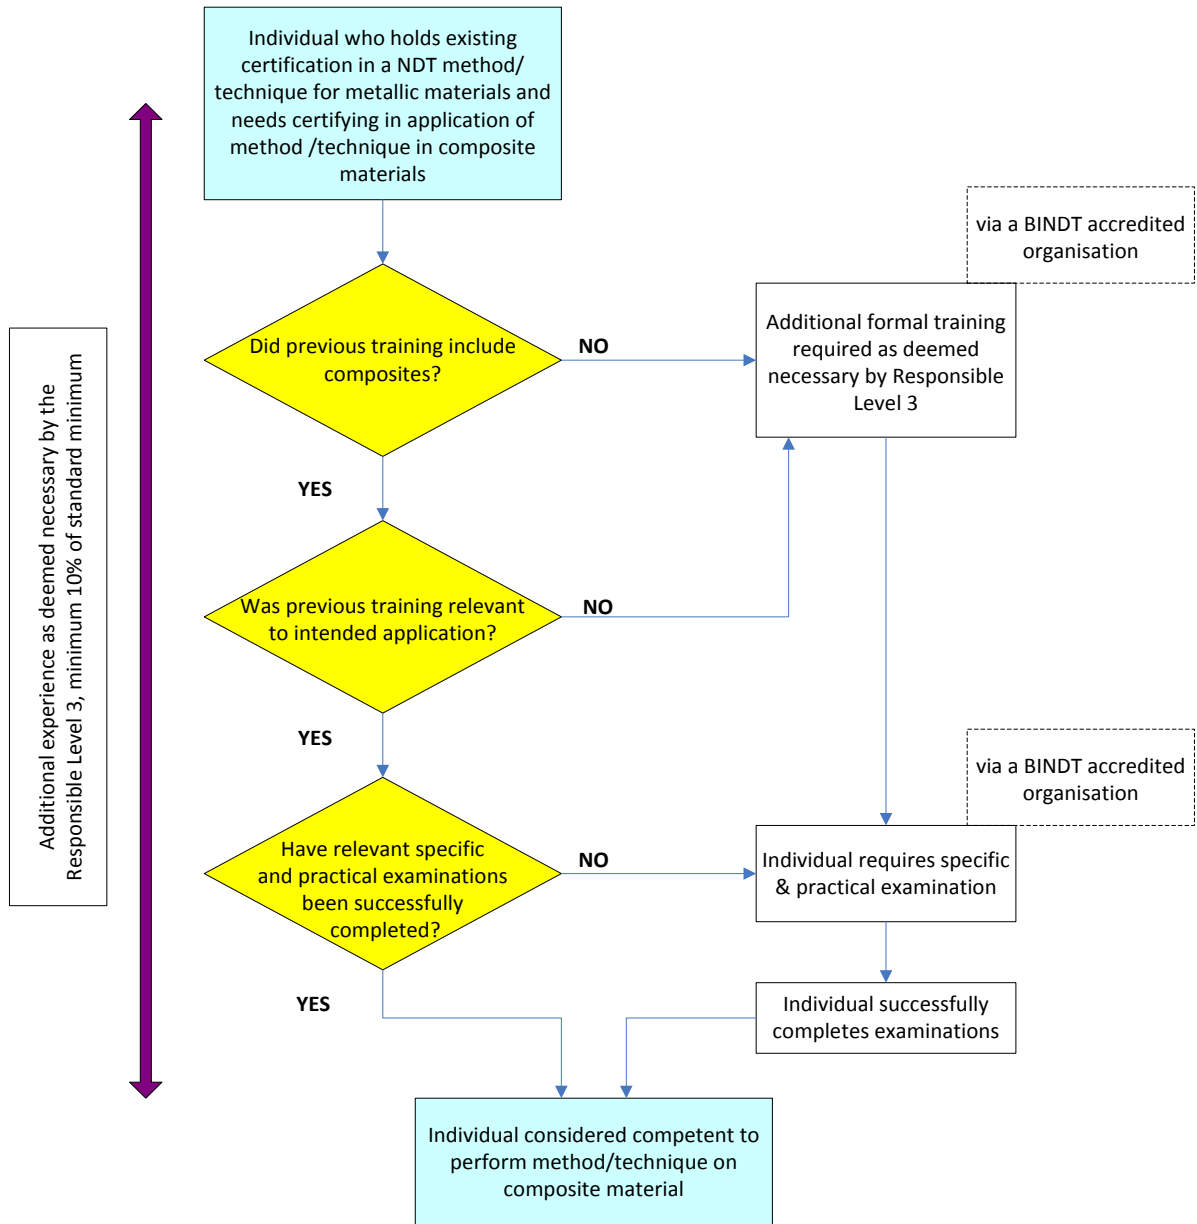 Individual who holds existing
certification in a NDT method/
technique for metallic materials and
needs certifying in application of
method /technique in composite
materials
via a BINDT accredited
organisation
Did previous training include
composites?
NO
Additional formal training
required as deemed
necessary by Responsible
Level 3
YES
Additional experience as deemed necessary by the
Responsible Level 3, minimum 10% of standard minimum
Was previous training relevant
to intended application?
NO
YES
via a BINDT accredited
organisation
Have relevant specific
and practical examinations
been successfully
completed?
NO
Individual requires specific
& practical examination
YES
Individual successfully
completes examinations
Individual considered competent to
perform method/technique on
composite material